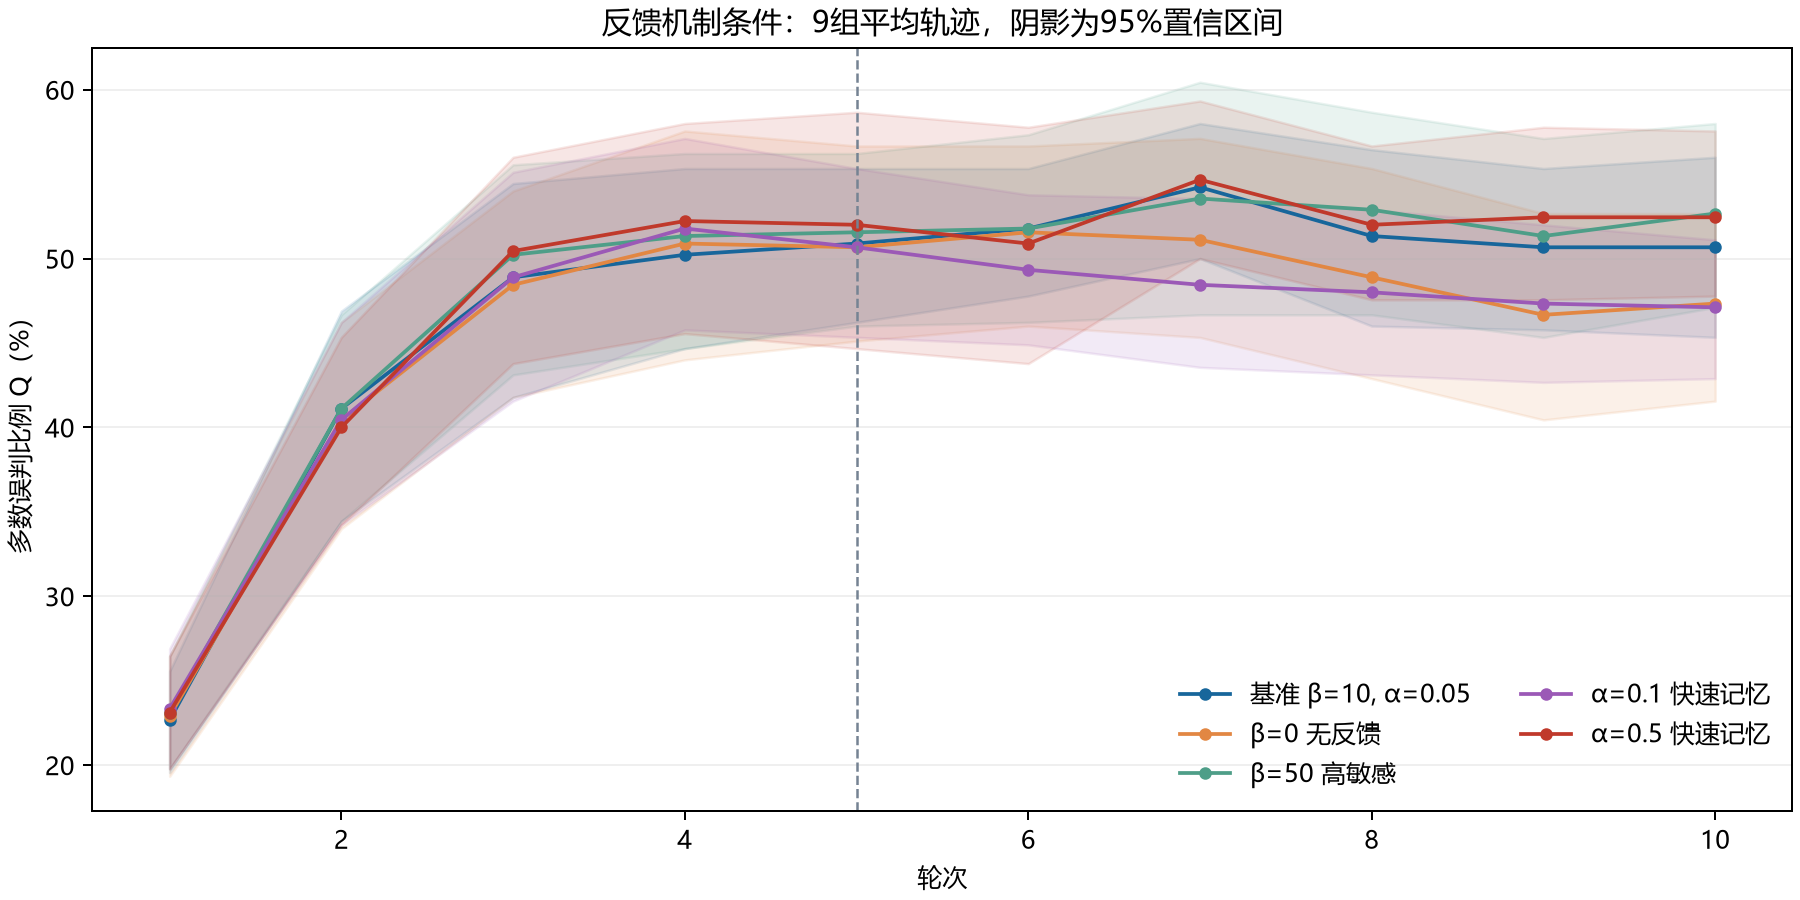 反馈机制条件：9组平均轨迹，阴影为95%置信区间
多数误判比例 Q（%）
60
50
40
30
20
2
4
6
8
10
轮次
基准 β=10, α=0.05
β=0 无反馈
β=50 高敏感
α=0.1 快速记忆
α=0.5 快速记忆